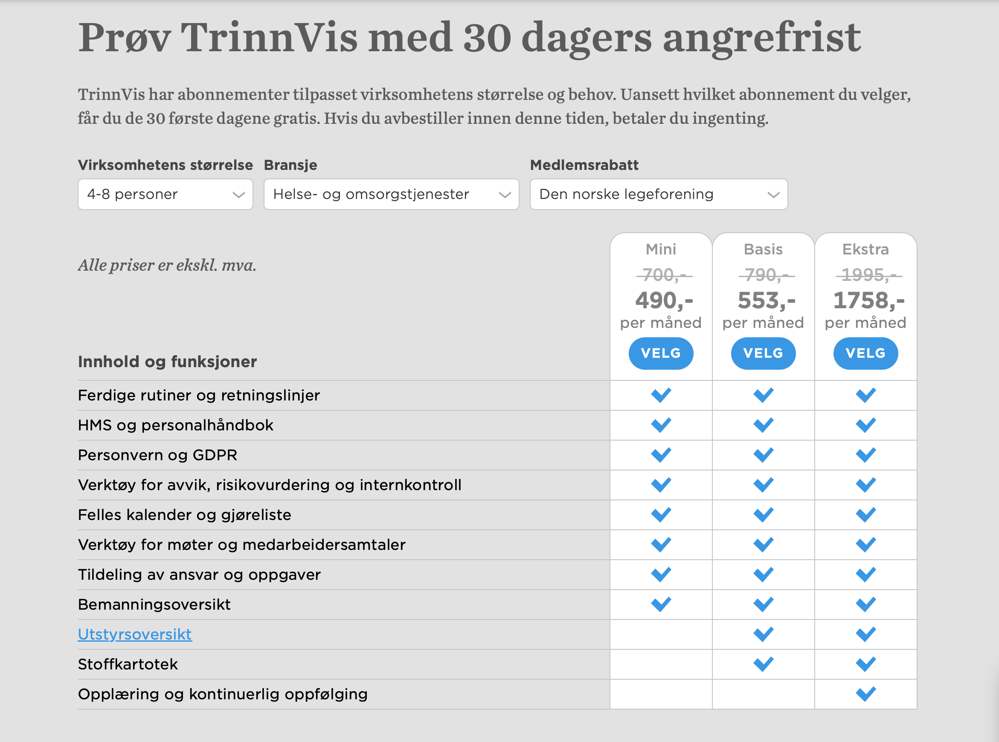 Prøv TrinnVis med 30 dagers angrefrist
TrinnVis har abonnementer tilpasset virksomhetens størrelse og behov. Uansett hvilket abonnement du velger,
får du de 30 første dagene gratis. Hvis du avbestiller innen denne tiden, betaler du ingenting.
Virksomhetens størrelse Bransje Medlemsrabatt
4-8 personer Helse- og omsorgstjenester Den norske legeforening
Mini Basis Ekstra
Alle priser er ekskl. mva.
700,- 790,- 1995,-
490,- 553,- 1758,-
per måned per måned per måned
VELG VELG VELG
Innhold og funksjoner
Ferdige rutiner og retningslinjer
HMS og personalhåndbok
Personvern og GDPR
Verktøy for avvik, risikovurdering og internkontroll
Felles kalender og gjøreliste
Verktøy for møter og medarbeidersamtaler
Tildeling av ansvar og oppgaver
Bemanningsoversikt
Utstyrsoversikt
Stoffkartotek
Opplæring og kontinuerlig oppfølging